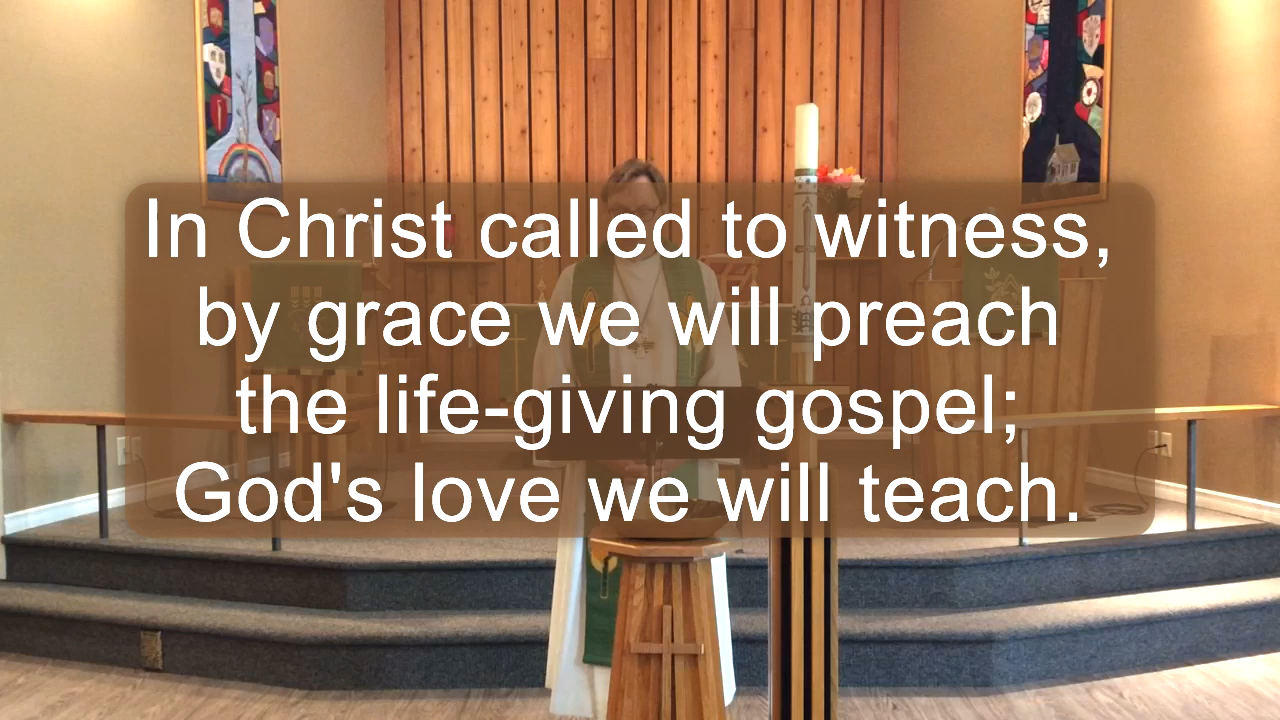 In Christ called to witness,
by grace we will preach
the life-giving gospel;
God's love we will teach.